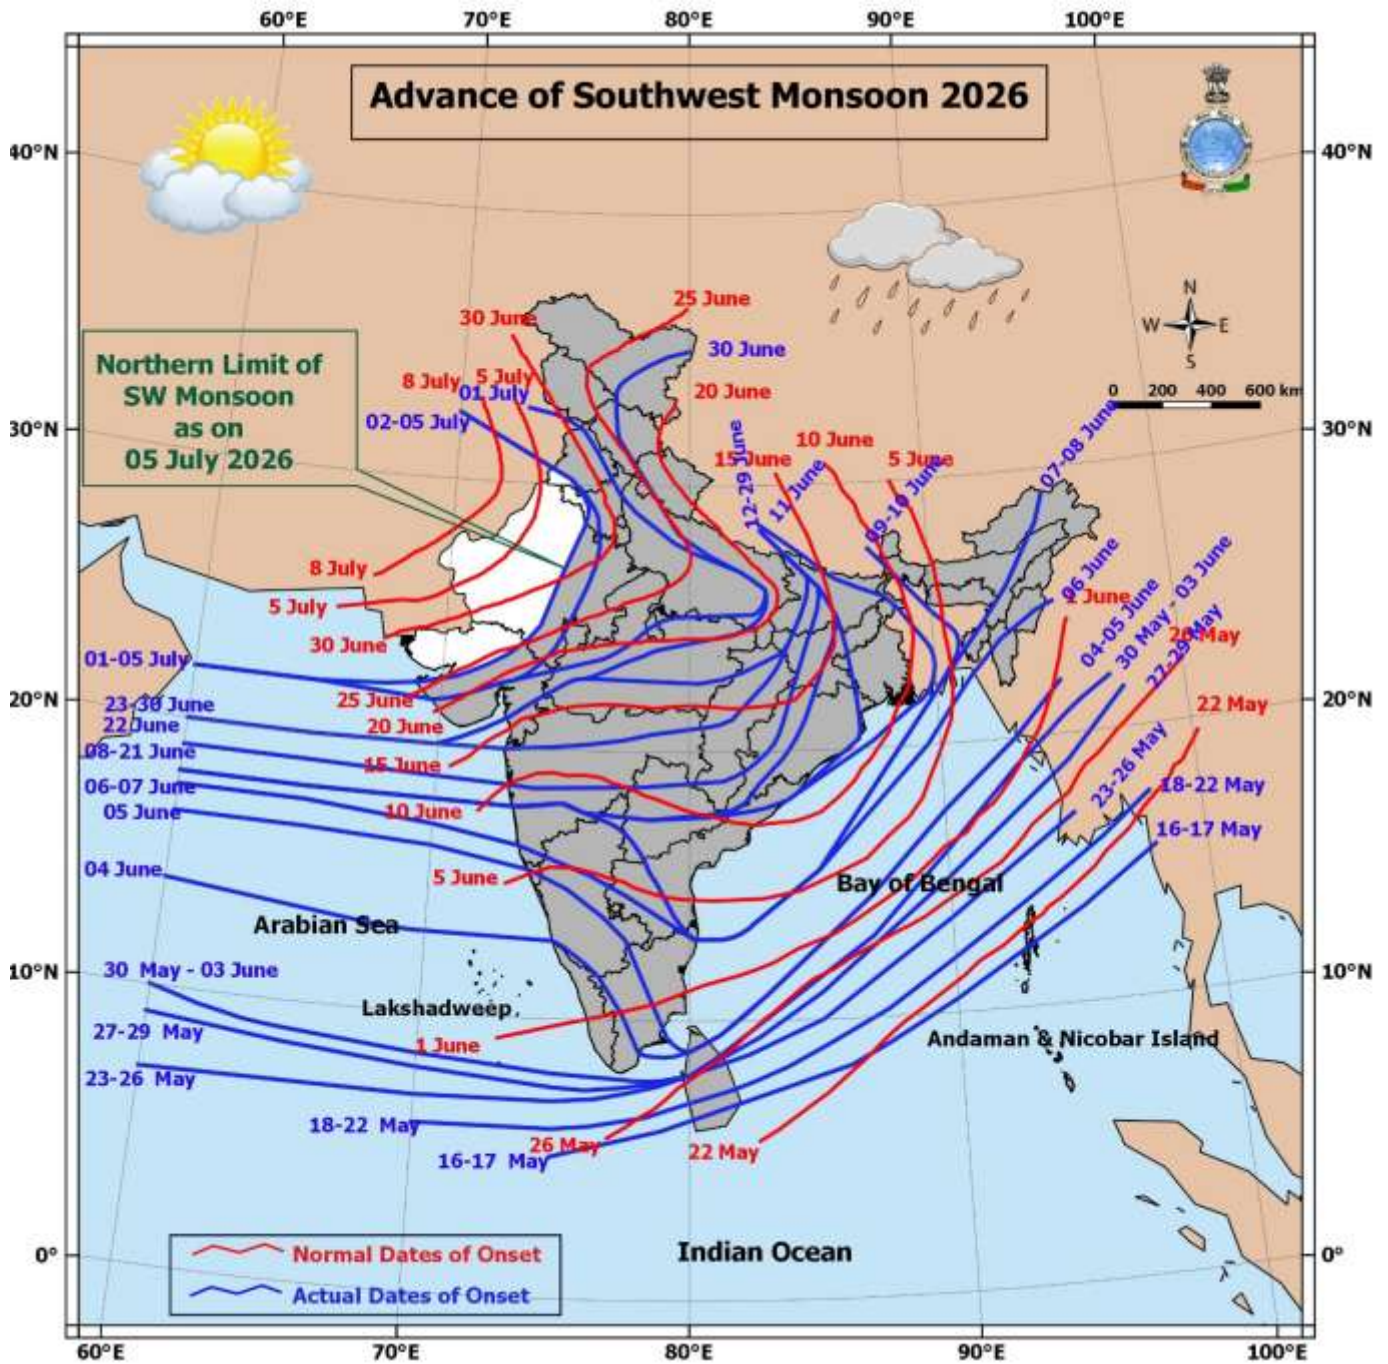 60°E 70°E 80°E 90°E 100°E
Advance of Southwest Monsoon 2026
40°N 40°N
25 June
30 June
30 June
Northern Limit of
SW Monsoon
as on
05 July 2026
8 July
5 July
01 July
02-05 July
20 June
N
W E
S
0 200 400 600 km
30°N 30°N
10 June
15 June
12-29 June
11 June
5 June
09-10 June
07-08 June
06 June
1 June
04-05 June
30 May - 03 June
27-29 May
26 May
8 July
5 July
30 June
01-05 July
25 June
20°N 20°N
23-30 June
22 June
20 June
22 May
08-21 June
15 June
23-26 May
18-22 May
06-07 June
10 June
05 June
16-17 May
04 June
5 June
Bay of Bengal
Arabian Sea
10°N 10°N
30 May - 03 June
Lakshadweep
27-29 May
1 June
Andaman & Nicobar Island
23-26 May
18-22 May
26 May
22 May
16-17 May
0° 0°
Indian Ocean
Normal Dates of Onset
Actual Dates of Onset
60°E 70°E 80°E 90°E 100°E